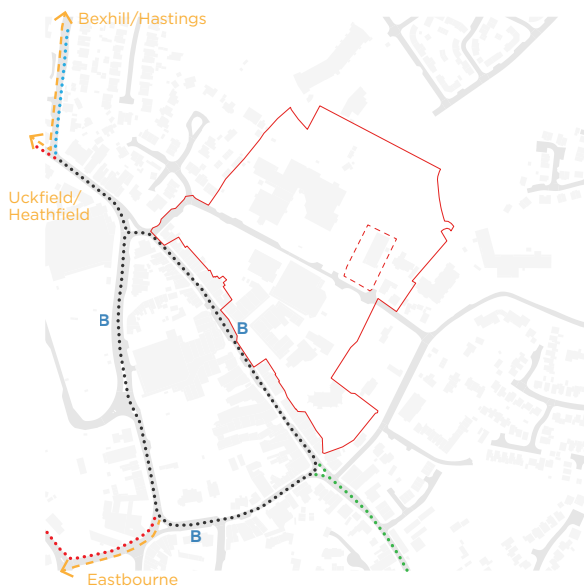 Bexhill/Hastings
Uckfield/
Heathfield
B
B
B
Eastbourne